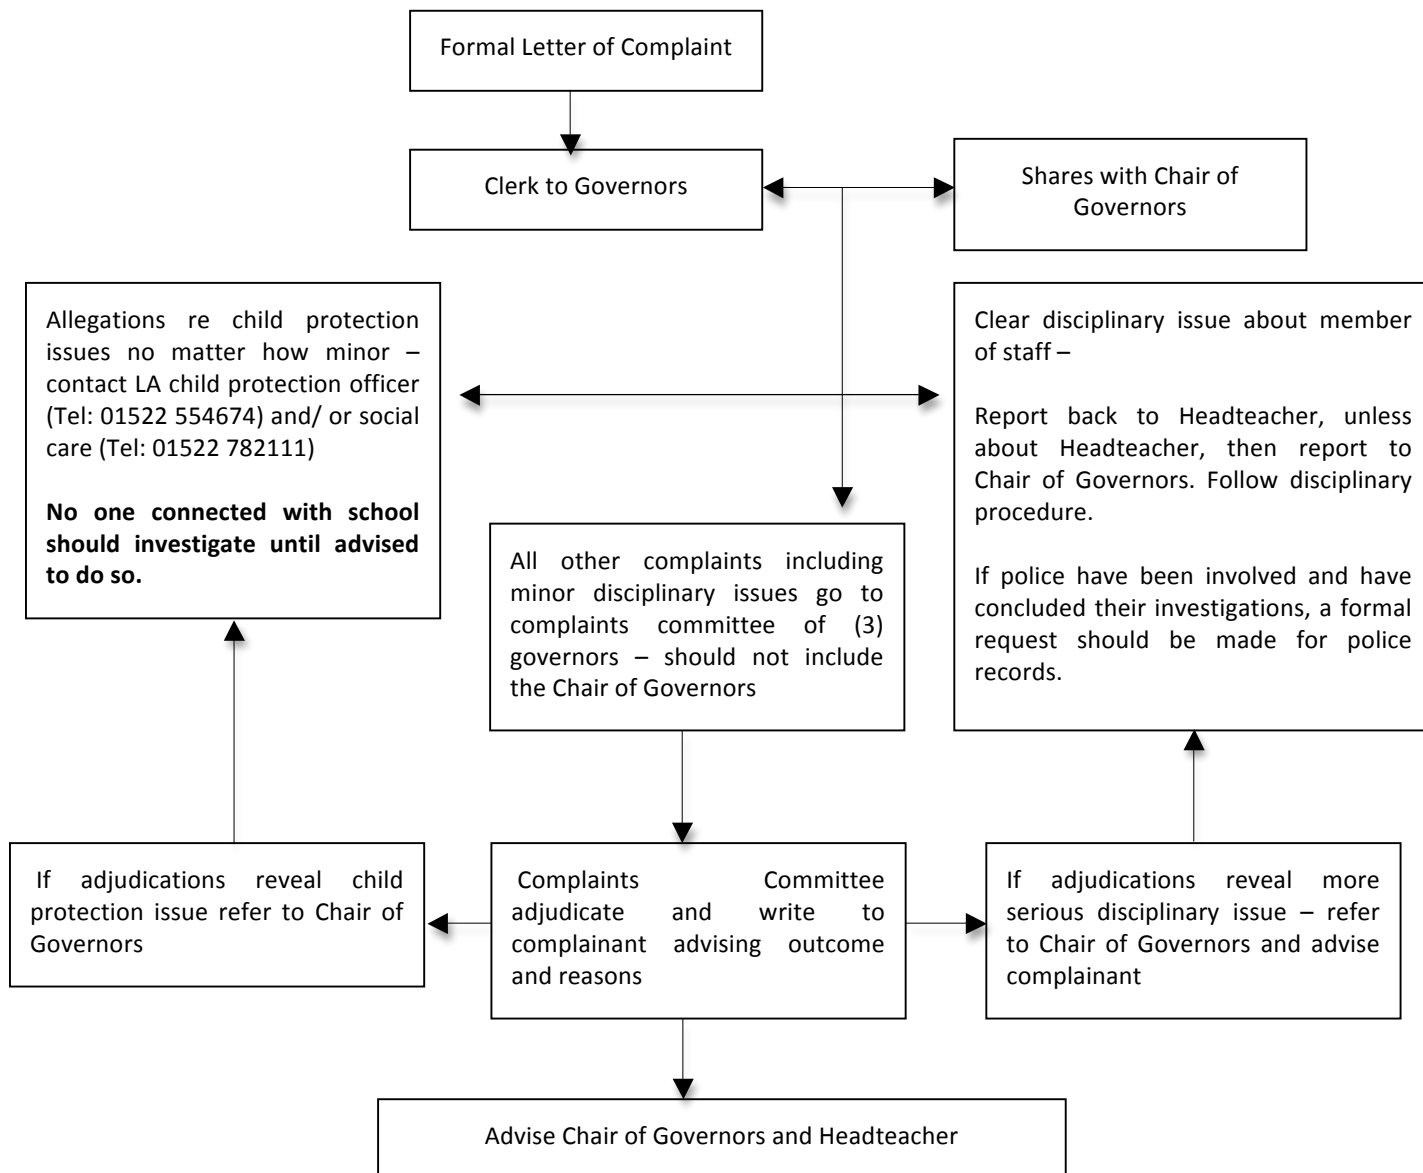 Formal Letter of Complaint
Clerk to Governors
Shares with Chair of
Governors
Allegations re child protection
issues no matter how minor –
contact LA child protection officer
(Tel: 01522 554674) and/ or social
care (Tel: 01522 782111)
No one connected with school
should investigate until advised
to do so.
Clear disciplinary issue about member
of staff –
Report back to Headteacher, unless
about Headteacher, then report to
Chair of Governors. Follow disciplinary
procedure.
If police have been involved and have
concluded their investigations, a formal
request should be made for police
records.
All other complaints including
minor disciplinary issues go to
complaints committee of (3)
governors – should not include
the Chair of Governors
If adjudications reveal child
protection issue refer to Chair of
Governors
Complaints Committee
adjudicate and write to
complainant advising outcome
and reasons
If adjudications reveal more
serious disciplinary issue – refer
to Chair of Governors and advise
complainant
Advise Chair of Governors and Headteacher